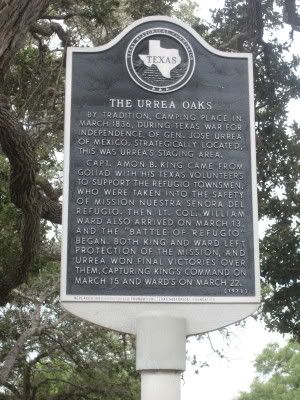 TEXAS
THE URREA OAKS
BY TRADITION, CAMPING PLACE IN
MARCH 1836, DURING TEXAS WAR FOR
INDEPENDENCE, OF GEN. JOSE URREA
OF MEXICO. STRATEGICALLY LOCATED,
THIS WAS URREA'S STAGING AREA.
CAPT. AMON B. KING CAME FROM
GOLIAD WITH HIS TEXAS VOLUNTEERS
TO SUPPORT THE REFUGIO TOWNSMEN,
WHO WERE TAKEN INTO THE SAFETY
OF MISSION NUESTRA SENORA DEL
REFUGIO. THEN LT. COL. WILLIAM
WARD ALSO ARRIVED ON MARCH 13,
AND THE "BATTLE OF REFUGIO"
BEGAN. BOTH KING AND WARD LEFT
PROTECTION OF THE MISSION, AND
URREA WON FINAL VICTORIES OVER
THEM, CAPTURING KING'S COMMAND ON
MARCH 15 AND WARD'S ON MARCH 22.